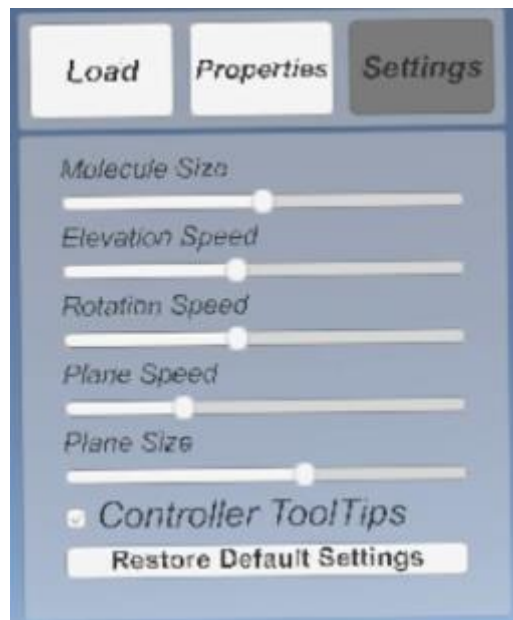 Load Properties Settings
Molecule Size
Elevation Speed
Rotation Speed
Plane Speed
Plane Size
Controller ToolTips
Restore Default Settings